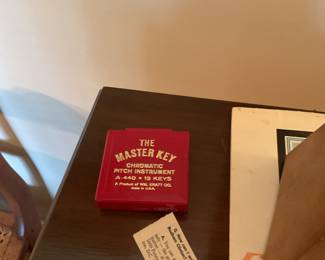 THE
MASTER KEY
CHROMATIC
PITCH INSTRUMENT
A-440 • 13 KEYS
A Product of WM. KRATT CO.
Made in U.S.A.